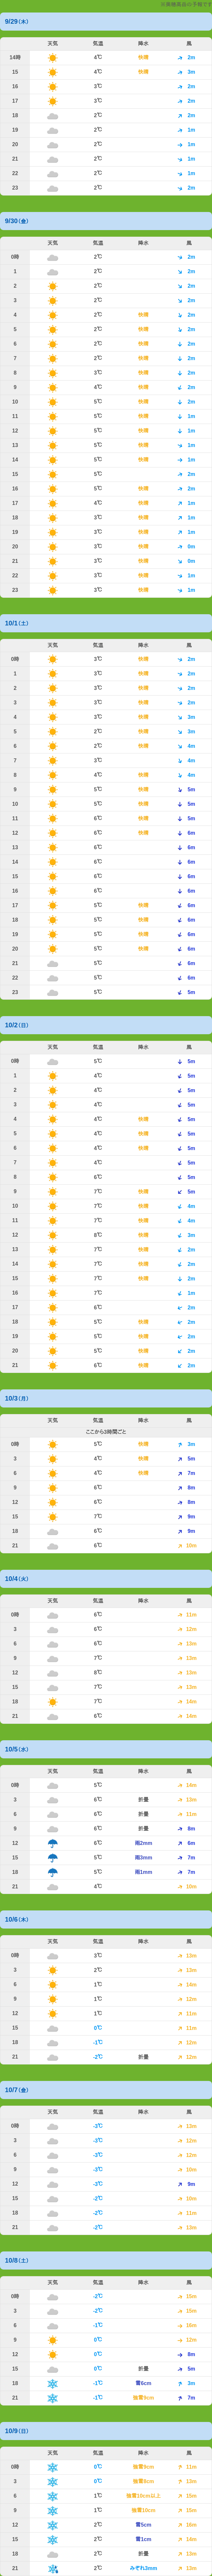 9/29(木)
天気 気温 降水 風
14時 4℃ 快晴 2m
15 4℃ 快晴 3m
16 3℃ 2m
17 3℃ 2m
18 2℃ 2m
19 2℃ 1m
20 2℃ 1m
21 2℃ 1m
22 2℃ 1m
23 2℃ 2m
9/30(金)
天気 気温 降水 風
0時 2℃ 2m
1 2℃ 2m
2 2℃ 2m
3 2℃ 2m
4 2℃ 快晴 2m
5 2℃ 快晴 2m
6 2℃ 快晴 2m
7 2℃ 快晴 2m
8 3℃ 快晴 2m
9 4℃ 快晴 2m
10 5℃ 快晴 2m
11 5℃ 快晴 1m
12 5℃ 快晴 1m
13 5℃ 快晴 1m
14 5℃ 快晴 1m
15 5℃ 2m
16 5℃ 快晴 2m
17 4℃ 快晴 1m
18 3℃ 快晴 1m
19 3℃ 快晴 1m
20 3℃ 快晴 0m
21 3℃ 快晴 0m
22 3℃ 快晴 1m
23 3℃ 快晴 1m
10/1(土)
天気 気温 降水 風
0時 3℃ 快晴 2m
1 3℃ 快晴 2m
2 3℃ 快晴 2m
3 3℃ 快晴 2m
4 3℃ 快晴 3m
5 2℃ 快晴 3m
6 2℃ 快晴 4m
7 3℃ 4m
8 4℃ 快晴 4m
9 5℃ 快晴 5m
10 5℃ 快晴 5m
11 6℃ 快晴 5m
12 6℃ 快晴 6m
13 6℃ 6m
14 6℃ 6m
15 6℃ 6m
16 6℃ 6m
17 5℃ 快晴 6m
18 5℃ 快晴 6m
19 5℃ 快晴 6m
20 5℃ 快晴 6m
21 5℃ 6m
22 5℃ 6m
23 5℃ 5m
10/2(日)
天気 気温 降水 風
0時 5℃ 5m
1 4℃ 5m
2 4℃ 5m
3 4℃ 5m
4 4℃ 快晴 5m
5 4℃ 快晴 5m
6 4℃ 快晴 5m
7 4℃ 5m
8 6℃ 5m
9 7℃ 快晴 5m
10 7℃ 快晴 4m
11 7℃ 快晴 4m
12 8℃ 快晴 3m
13 7℃ 快晴 2m
14 7℃ 快晴 2m
15 7℃ 快晴 2m
16 7℃ 1m
17 6℃ 2m
18 5℃ 快晴 2m
19 5℃ 快晴 2m
20 5℃ 快晴 2m
21 6℃ 快晴 2m
10/3(月)
天気 気温 降水 風
ここから3時間ごと
0時 5℃ 快晴 3m
3 4℃ 快晴 5m
6 4℃ 快晴 7m
9 6℃ 8m
12 6℃ 8m
15 7℃ 9m
18 6℃ 9m
21 6℃ 10m
10/4(火)
天気 気温 降水 風
0時 6℃ 11m
3 6℃ 12m
6 6℃ 13m
9 7℃ 13m
12 8℃ 13m
15 7℃ 13m
18 7℃ 14m
21 6℃ 14m
10/5(水)
天気 気温 降水 風
0時 5℃ 14m
3 6℃ 折曇 13m
6 6℃ 折曇 11m
9 6℃ 折曇 8m
12 6℃ 雨2mm 6m
15 5℃ 雨3mm 7m
18 5℃ 雨1mm 7m
21 4℃ 10m
10/6(木)
天気 気温 降水 風
0時 3℃ 13m
3 2℃ 13m
6 1℃ 14m
9 1℃ 12m
12 1℃ 11m
15 0℃ 11m
18 -1℃ 12m
21 -2℃ 折曇 13m
10/7(金)
天気 気温 降水 風
0時 -3℃ 13m
3 -3℃ 12m
6 -3℃ 12m
9 -3℃ 10m
12 -3℃ 9m
15 -2℃ 10m
18 -2℃ 11m
21 -2℃ 13m
10/8(土)
天気 気温 降水 風
0時 -2℃ 15m
3 -2℃ 15m
6 -1℃ 16m
9 0℃ 12m
12 0℃ 8m
15 0℃ 折曇 5m
18 -1℃ 雪6cm 3m
21 -1℃ 強雪9cm 7m
10/9(日)
天気 気温 降水 風
0時 0℃ 強雪9cm 11m
3 0℃ 強雪8cm 13m
6 1℃ 強雪10cm以上 15m
9 1℃ 強雪10cm 15m
12 2℃ 雪5cm 16m
15 2℃ 雪1cm 14m
18 2℃ 折曇 13m
21 2℃ みぞれ3mm 13m